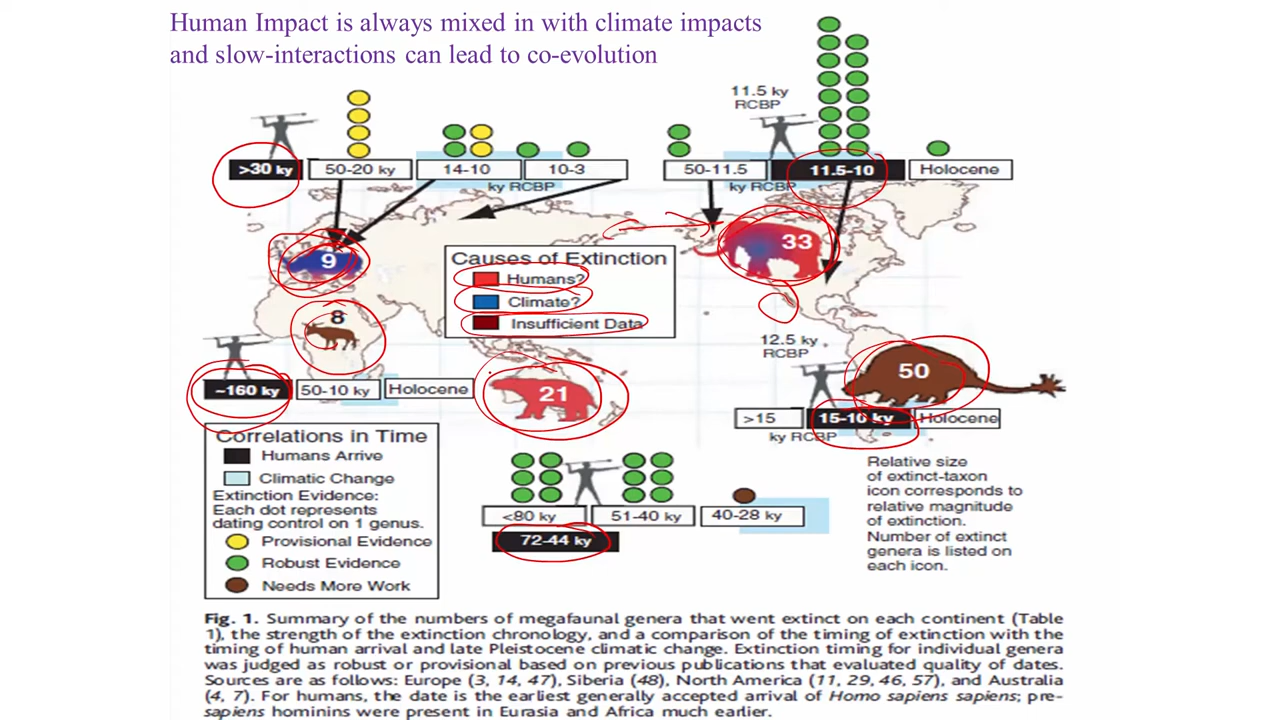 Human Impact is always mixed in with climate impacts
and slow-interactions can lead to co-evolution
11.5 ky
RCBP
>30 ky
50-20 ky
14-10
10-3
ky RCBP
50-11.5
11.5-10
Holocene
ky RCBP
33
9
Causes of Extinction
Humans?
Climate?
Insufficient Data
8
12.5 ky
RCBP
50
~160 ky
50-10 ky
Holocene
21
>15
15-10 ky
Holocene
ky RCBP
Correlations in Time
Humans Arrive
Climatic Change
Extinction Evidence:
Each dot represents
dating control on 1 genus.
Provisional Evidence
Robust Evidence
Needs More Work
<80 ky
51-40 ky
40-28 ky
72-44 ky
Relative size
of extinct-taxon
icon corresponds to
relative magnitude
of extinction.
Number of extinct
genera is listed on
each icon.
Fig. 1. Summary of the numbers of megafaunal genera that went extinct on each continent (Table
1), the strength of the extinction chronology, and a comparison of the timing of extinction with the
timing of human arrival and late Pleistocene climatic change. Extinction timing for individual genera
was judged as robust or provisional based on previous publications that evaluated quality of dates.
Sources are as follows: Europe (3, 14, 47), Siberia (48), North America (11, 29, 46, 57), and Australia
(4, 7). For humans, the date is the earliest generally accepted arrival of Homo sapiens sapiens; pre-
sapiens hominins were present in Eurasia and Africa much earlier.